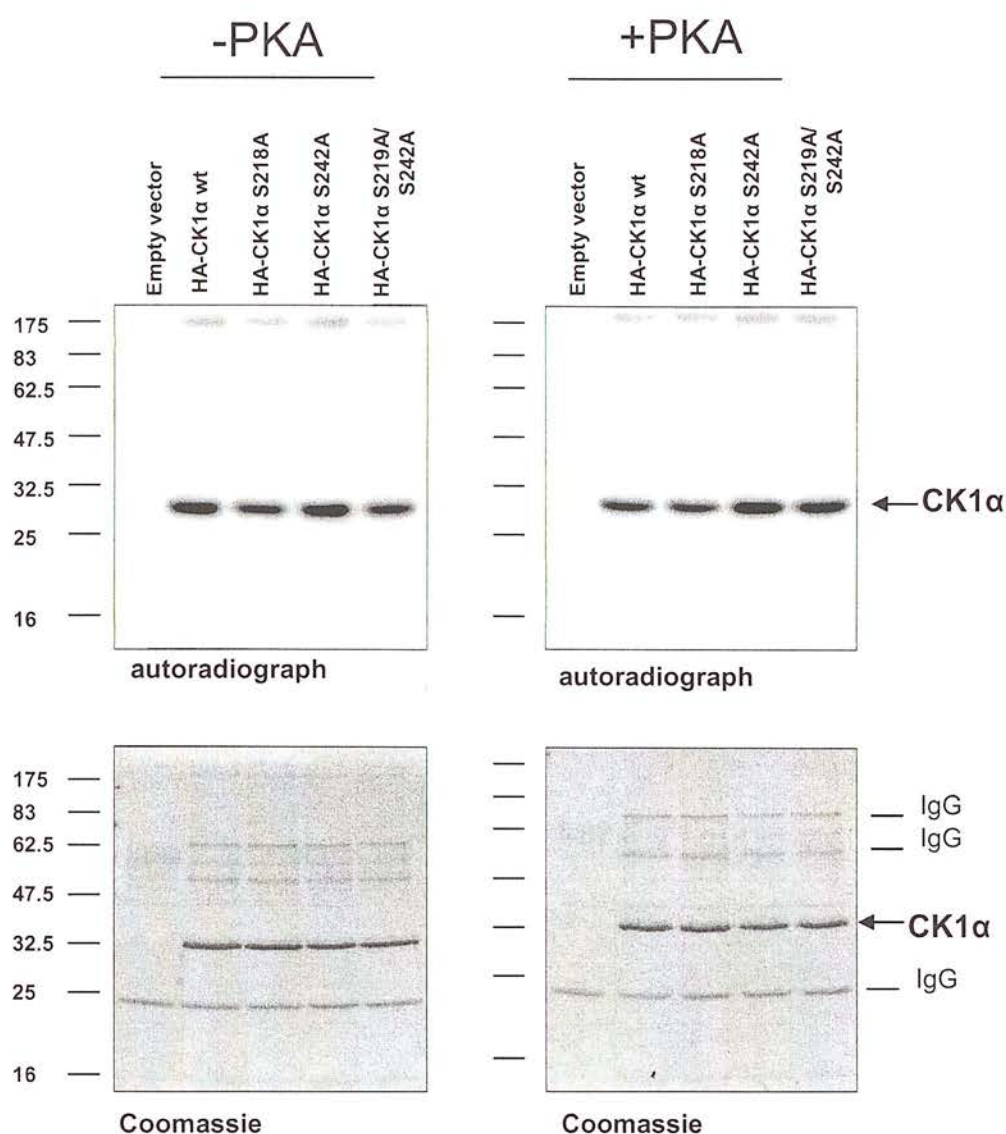 -PKA
+PKA
Empty vector
HA-CK1α wt
HA-CK1α S218A
HA-CK1α S242A
HA-CK1α S219A/
S242A
Empty vector
HA-CK1α wt
HA-CK1α S218A
HA-CK1α S242A
HA-CK1α S219A/
S242A
175
83
62.5
47.5
32.5
25
16
CK1α
autoradiograph
autoradiograph
175
83
62.5
47.5
32.5
25
16
IgG
IgG
CK1α
IgG
Coomassie
Coomassie